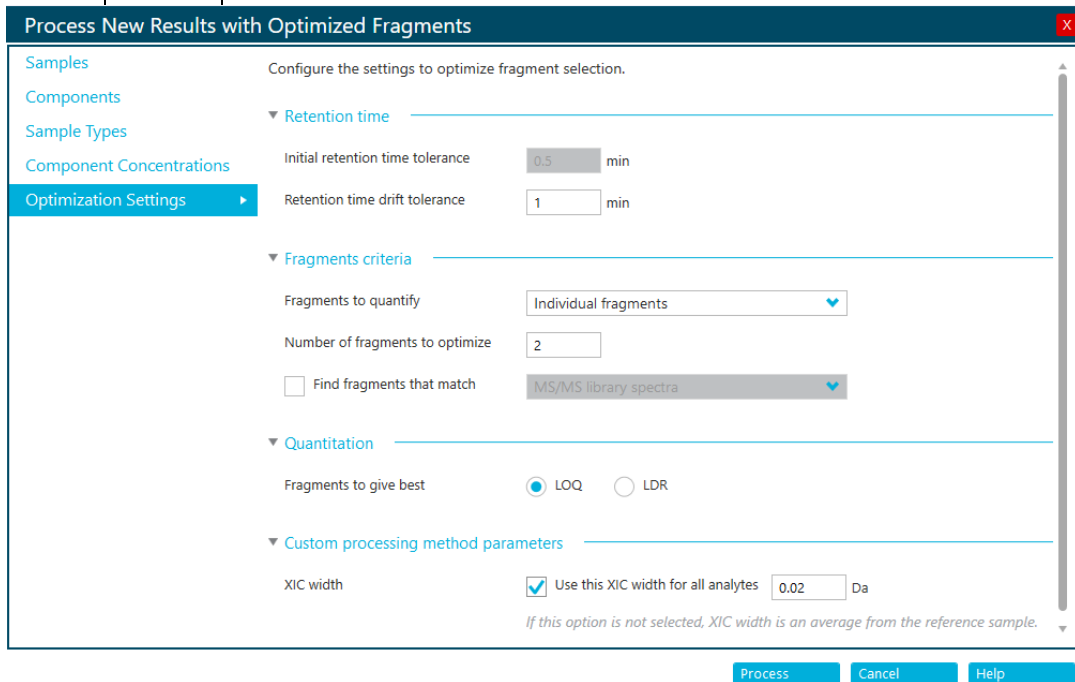 Process New Results with Optimized Fragments
X
Samples
Components
Sample Types
Component Concentrations
Optimization Settings
Configure the settings to optimize fragment selection.
Retention time
Initial retention time tolerance 0.5 min
Retention time drift tolerance 1 min
Fragments criteria
Fragments to quantify Individual fragments
Number of fragments to optimize 2
Find fragments that match MS/MS library spectra
Quantitation
Fragments to give best LOQ LDR
Custom processing method parameters
XIC width Use this XIC width for all analytes 0.02 Da
If this option is not selected, XIC width is an average from the reference sample.
Process Cancel Help